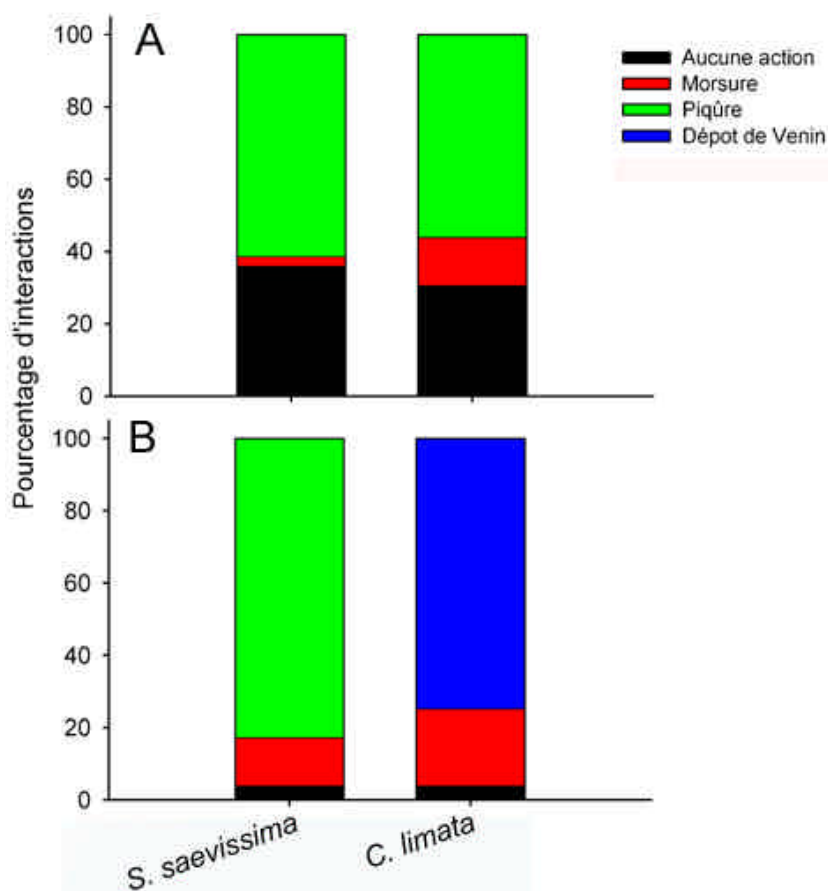 A
100
80
60
40
20
0
Aucune action
Morsure
Piqûre
Dépot de Venin
Pourcentage d'interactions
B
100
80
60
40
20
0
S. saevissima
C. limata